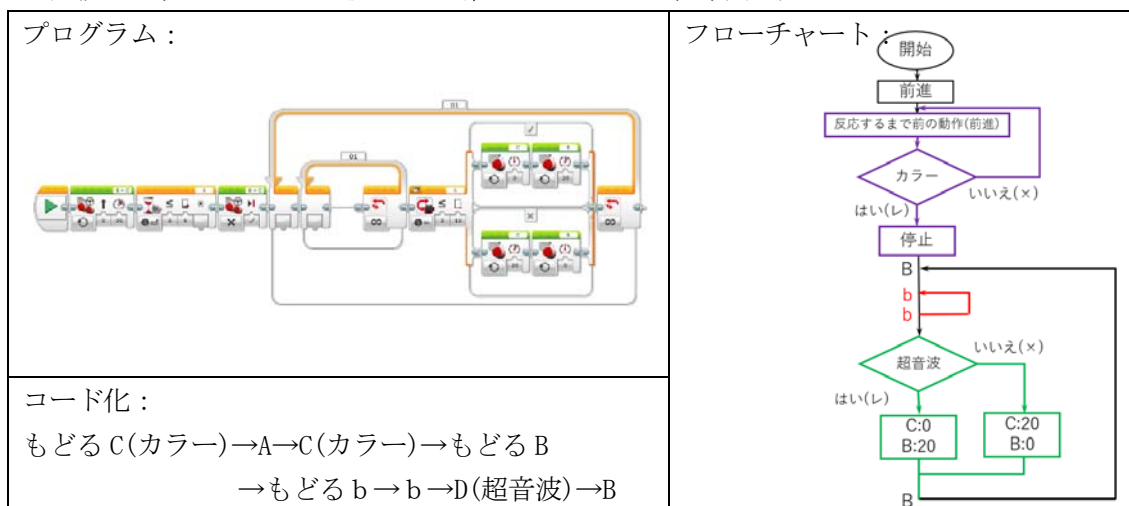 プログラム：
01
01
コード化：
もどる C(カラー)→A→C(カラー)→もどる B
→もどる b→b→D(超音波)→B
フローチャート：
開始
前進
反応するまで前の動作(前進)
カラー
いいえ(×)
はい(レ)
停止
B
b
b
いいえ(×)
超音波
はい(レ)
C:0
B:20
C:20
B:0
B